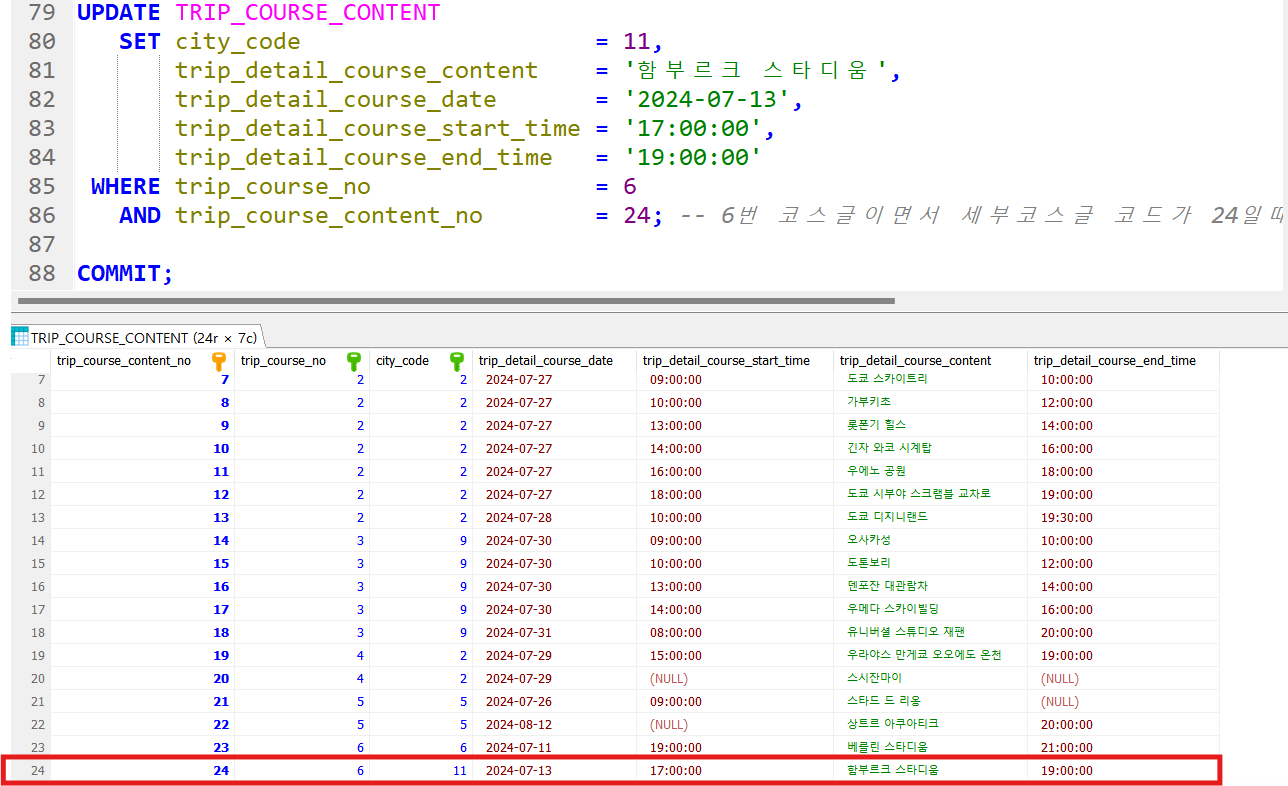 79 UPDATE TRIP_COURSE_CONTENT
80 SET city_code = 11,
81 trip_detail_course_content = '함부르크 스타디움',
82 trip_detail_course_date = '2024-07-13',
83 trip_detail_course_start_time = '17:00:00',
84 trip_detail_course_end_time = '19:00:00'
85 WHERE trip_course_no = 6
86 AND trip_course_content_no = 24; -- 6번 코스글이면서 세부코스글 코드가 24일
87
88 COMMIT;
TRIP_COURSE_CONTENT (24r × 7c)
trip_course_content_no trip_course_no city_code trip_detail_course_date trip_detail_course_start_time trip_detail_course_content trip_detail_course_end_time
7 7 2 2 2024-07-27 09:00:00 도쿄 스카이트리 10:00:00
8 8 2 2 2024-07-27 10:00:00 가부키초 12:00:00
9 9 2 2 2024-07-27 13:00:00 롯폰기 힐스 14:00:00
10 10 2 2 2024-07-27 14:00:00 긴자 와코 시계탑 16:00:00
11 11 2 2 2024-07-27 16:00:00 우에노 공원 18:00:00
12 12 2 2 2024-07-27 18:00:00 도쿄 시부야 스크램블 교차로 19:00:00
13 13 2 2 2024-07-28 10:00:00 도쿄 디지니랜드 19:30:00
14 14 3 9 2024-07-30 09:00:00 오사카성 10:00:00
15 15 3 9 2024-07-30 10:00:00 도톤보리 12:00:00
16 16 3 9 2024-07-30 13:00:00 덴포잔 대관람차 14:00:00
17 17 3 9 2024-07-30 14:00:00 우메다 스카이빌딩 16:00:00
18 18 3 9 2024-07-31 08:00:00 유니버셜 스튜디오 재팬 20:00:00
19 19 4 2 2024-07-29 15:00:00 우라야스 만게쿄 오오에도 온천 19:00:00
20 20 4 2 2024-07-29 (NULL) 스시잔마이 (NULL)
21 21 5 5 2024-07-26 09:00:00 스타드 드 리옹 (NULL)
22 22 5 5 2024-08-12 (NULL) 상트르 아쿠아티크 20:00:00
23 23 6 6 2024-07-11 19:00:00 베를린 스타디움 21:00:00
24 24 6 11 2024-07-13 17:00:00 함부르크 스타디움 19:00:00